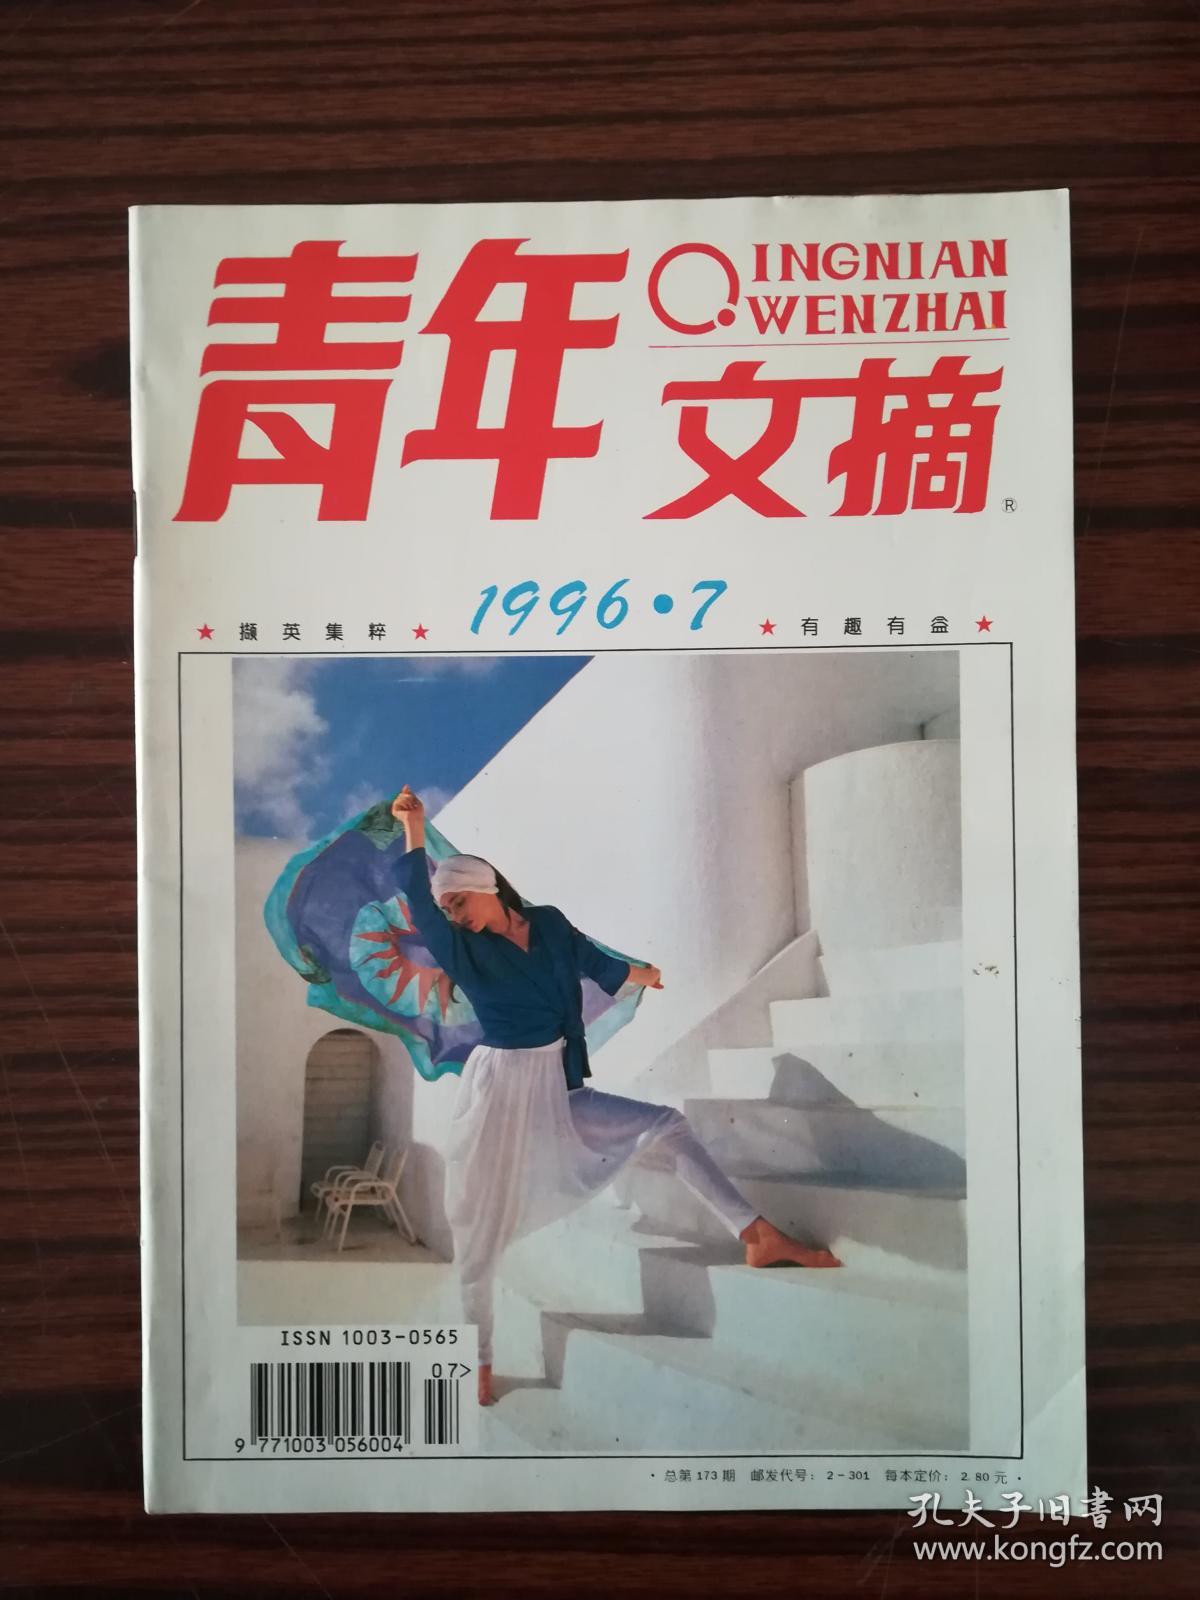 青年
QINGNIAN
WENZHAI
文摘
®
1996·7
★ 撷英集粹 ★
★ 有趣有益 ★
ISSN 1003-0565
07>
9 771003 056004
·总第173期 邮发代号：2-301 每本定价：2.80元·
孔夫子旧书网
www.kongfz.com